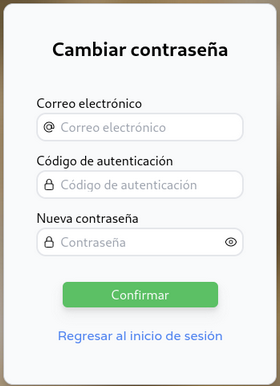 Cambiar contraseña
Correo electrónico
Correo electrónico
Código de autenticación
Código de autenticación
Nueva contraseña
Contraseña
Confirmar
Regresar al inicio de sesión